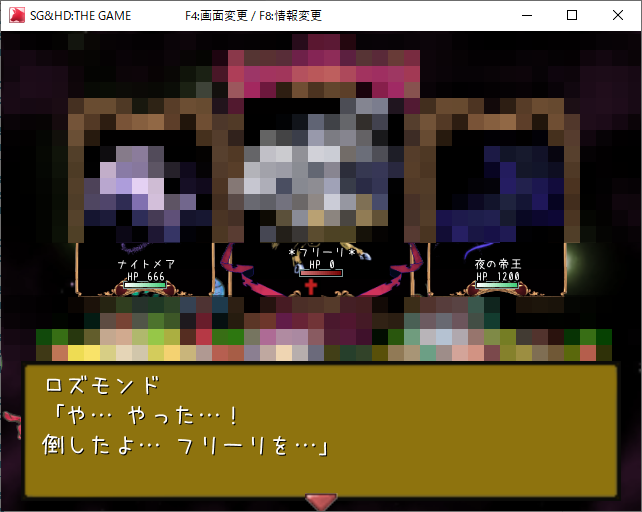 SG&HD:THE GAME F4:画面変更 / F8:情報変更
ナイトメア
HP 666
*フリーリ*
HP 0
夜の帝王
HP 1200
ロズモンド
「や… やった…!
倒したよ… フリーリを…」